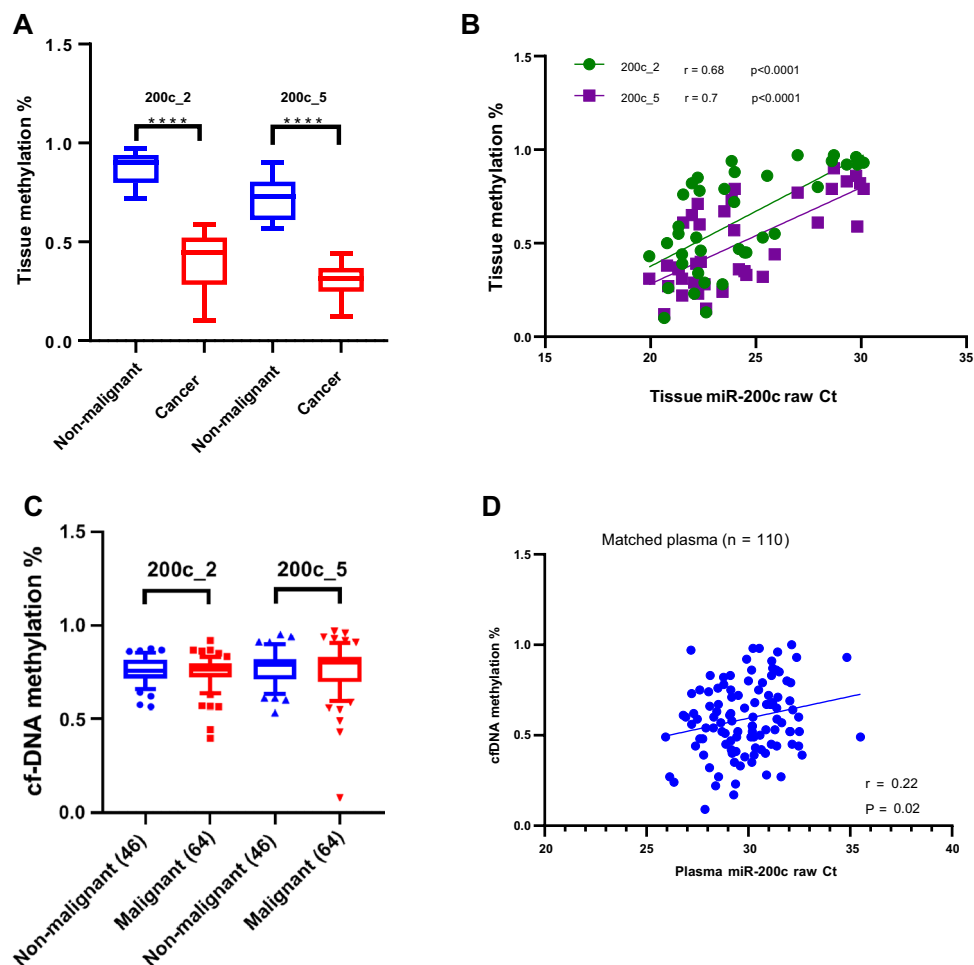 A
Tissue methylation %
1.5
1.0
0.5
0.0
200c_2
200c_5
****
****
Non-malignant
Cancer
Non-malignant
Cancer
B
Tissue methylation %
1.5
1.0
0.5
0.0
200c_2 r = 0.68 p<0.0001
200c_5 r = 0.7 p<0.0001
15 20 25 30 35
Tissue miR-200c raw Ct
C
cf-DNA methylation %
1.5
1.0
0.5
0.0
200c_2
200c_5
Non-malignant (46)
Malignant (64)
Non-malignant (46)
Malignant (64)
D
Matched plasma (n = 110)
cfDNA methylation %
1.5
1.0
0.5
0.0
r = 0.22
P = 0.02
20 25 30 35 40
Plasma miR-200c raw Ct